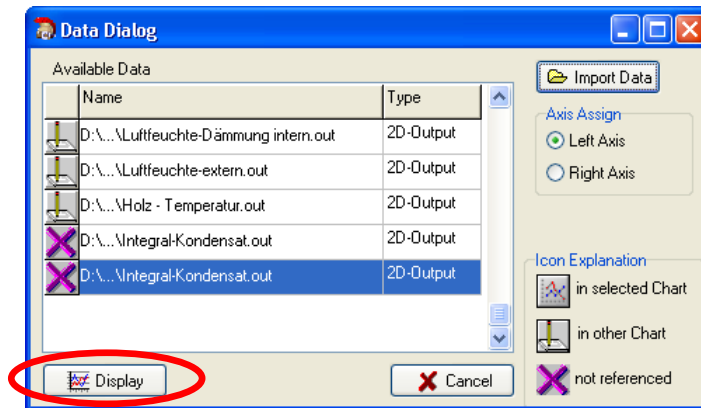 Data Dialog
Available Data
Import Data
Name Type
D:\...\Luftfeuchte-Dämmung intern.out 2D-Output
D:\...\Luftfeuchte-extern.out 2D-Output
D:\...\Holz - Temperatur.out 2D-Output
D:\...\Integral-Kondensat.out 2D-Output
D:\...\Integral-Kondensat.out 2D-Output
Axis Assign
Left Axis
Right Axis
Icon Explanation
in selected Chart
in other Chart
not referenced
Display
Cancel